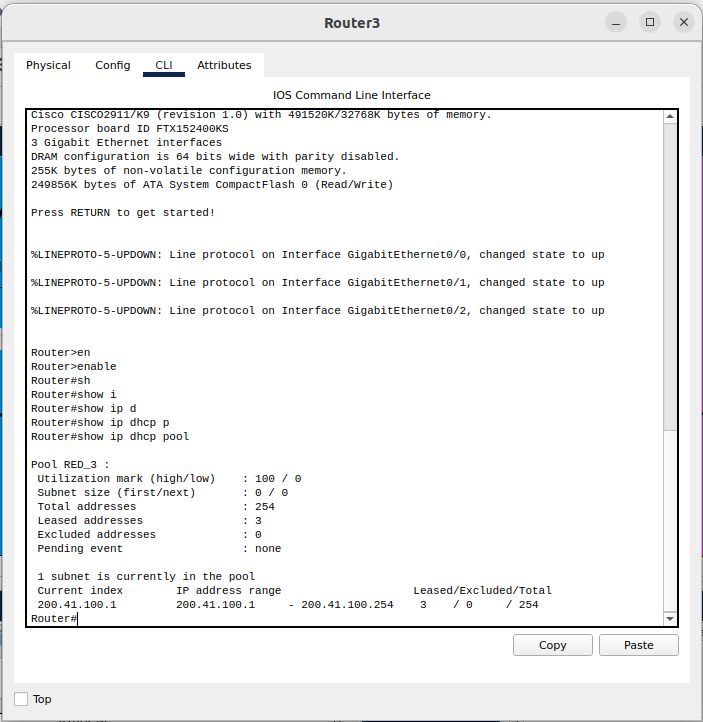 Router3
Physical Config CLI Attributes
IOS Command Line Interface
Cisco CISCO2911/K9 (revision 1.0) with 491520K/32768K bytes of memory.
Processor board ID FTX152400KS
3 Gigabit Ethernet interfaces
DRAM configuration is 64 bits wide with parity disabled.
255K bytes of non-volatile configuration memory.
249856K bytes of ATA System CompactFlash 0 (Read/Write)
Press RETURN to get started!
%LINEPROTO-5-UPDOWN: Line protocol on Interface GigabitEthernet0/0, changed state to up
%LINEPROTO-5-UPDOWN: Line protocol on Interface GigabitEthernet0/1, changed state to up
%LINEPROTO-5-UPDOWN: Line protocol on Interface GigabitEthernet0/2, changed state to up
Router>en
Router>enable
Router#sh
Router#show i
Router#show ip d
Router#show ip dhcp p
Router#show ip dhcp pool
Pool RED_3 :
Utilization mark (high/low) : 100 / 0
Subnet size (first/next) : 0 / 0
Total addresses : 254
Leased addresses : 3
Excluded addresses : 0
Pending event : none
1 subnet is currently in the pool
Current index IP address range Leased/Excluded/Total
200.41.100.1 200.41.100.1 - 200.41.100.254 3 / 0 / 254
Router#
Copy Paste
Top